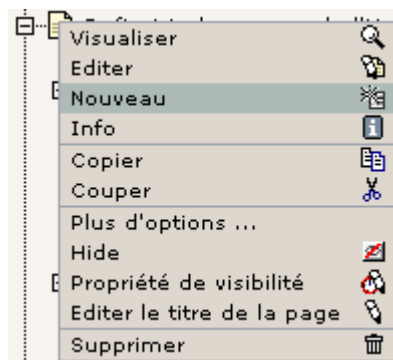 Visualiser
Editer
Nouveau
Info
Copier
Couper
Plus d'options ...
Hide
Propriété de visibilité
Editer le titre de la page
Supprimer